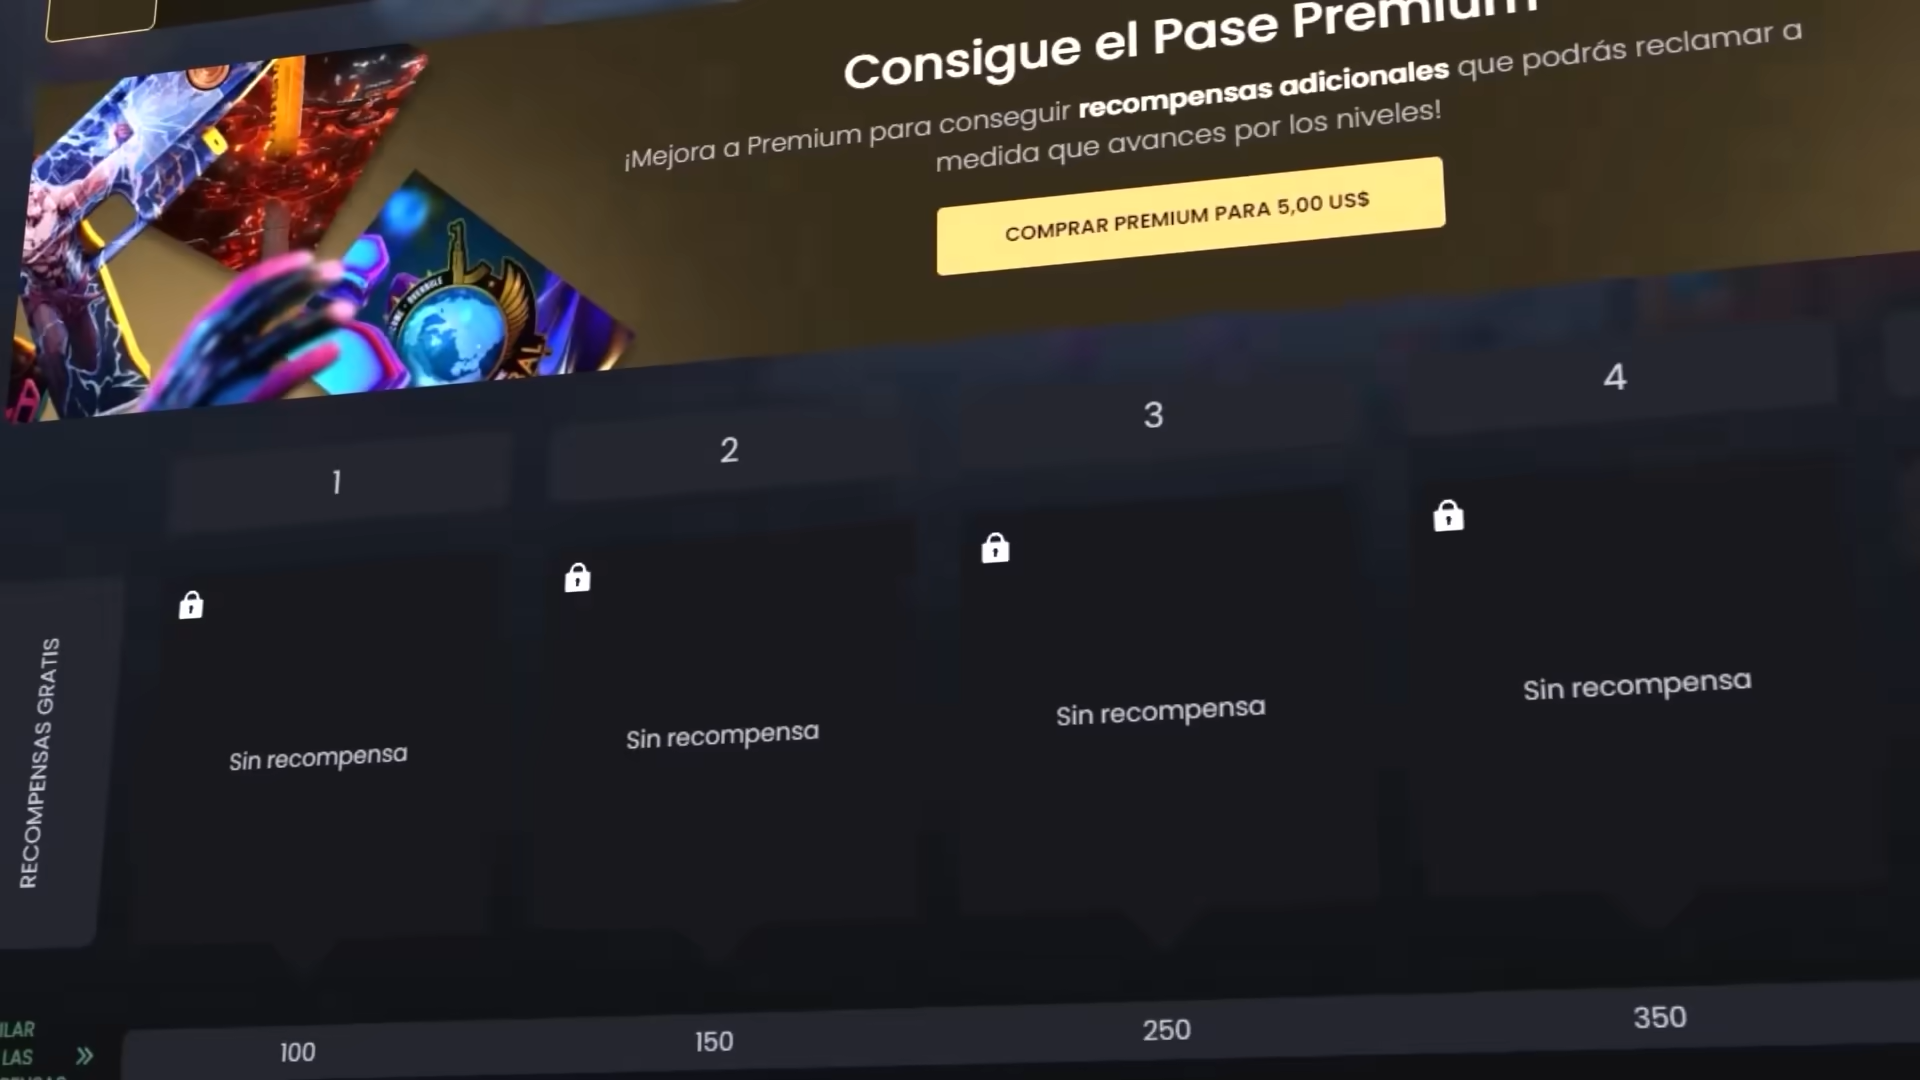 Consigue el Pase Premium
¡Mejora a Premium para conseguir recompensas adicionales que podrás reclamar a
medida que avances por los niveles!
COMPRAR PREMIUM PARA 5,00 US$
1
2
3
4
Sin recompensa
Sin recompensa
Sin recompensa
Sin recompensa
RECOMPENSAS GRATIS
LAS
100
150
250
350